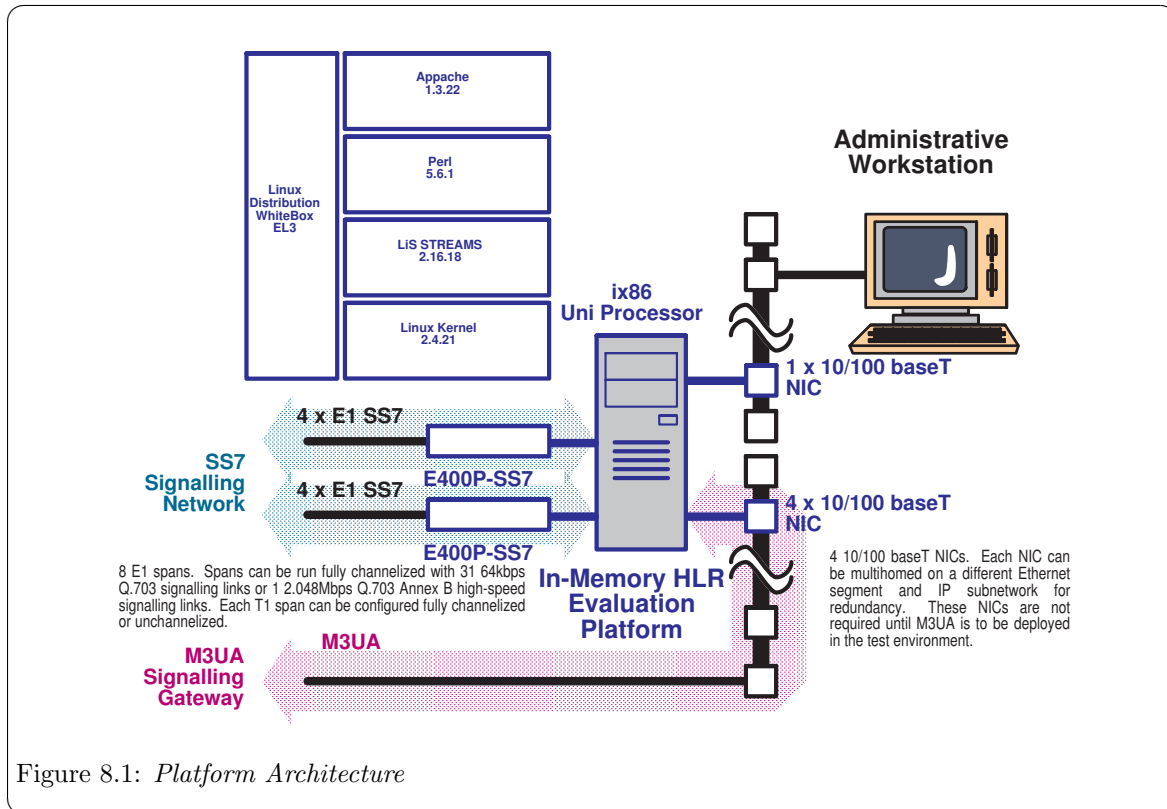 Appache
1.3.22
Perl
5.6.1
Linux
Distribution
WhiteBox
EL3
LiS STREAMS
2.16.18
Linux Kernel
2.4.21
Administrative
Workstation
ix86
Uni Processor
1 x 10/100 baseT
NIC
4 x E1 SS7
E400P-SS7
SS7
Signalling
Network
4 x E1 SS7
E400P-SS7
4 x 10/100 baseT
NIC
8 E1 spans. Spans can be run fully channelized with 31 64kbps
Q.703 signalling links or 1 2.048Mbps Q.703 Annex B high-speed
signalling links. Each T1 span can be configured fully channelized
or unchannelized.
In-Memory HLR
Evaluation
Platform
4 10/100 baseT NICs. Each NIC can
be multihomed on a different Ethernet
segment and IP subnetwork for
redundancy. These NICs are not
required until M3UA is to be deployed
in the test environment.
M3UA
M3UA
Signalling
Gateway
Figure 8.1: Platform Architecture